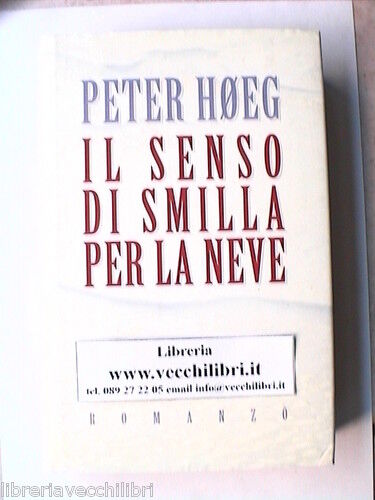 PETER HØEG
IL SENSO
DI SMILLA
PER LA NEVE
Libreria
www.vecchilibri.it
tel. 089 27 22 05 email info@vecchilibri.it
ROMANZO
libreriavecchilibri